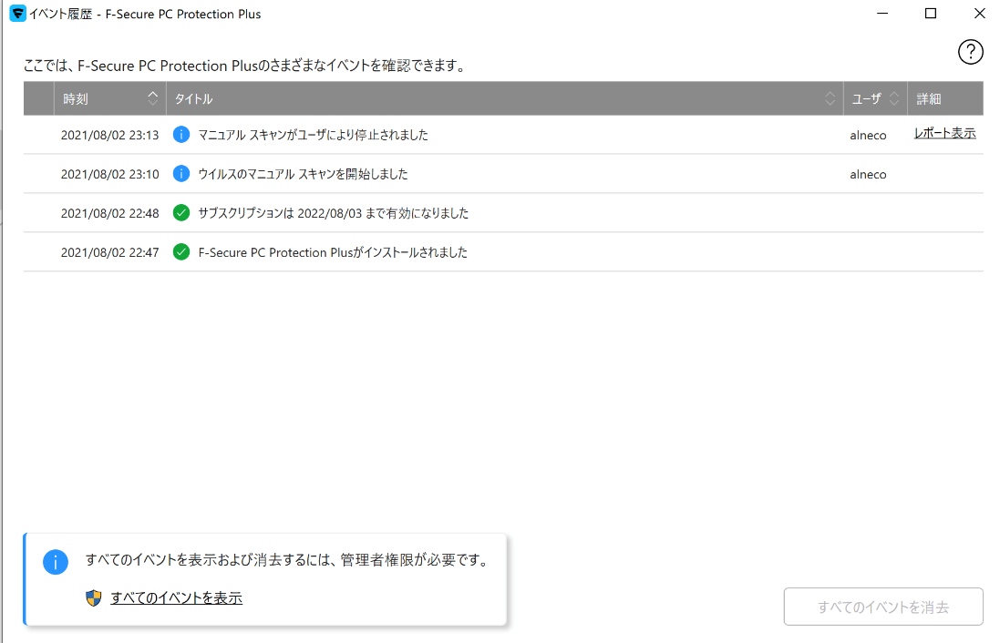 イベント履歴 - F-Secure PC Protection Plus
ここでは、F-Secure PC Protection Plusのさまざまなイベントを確認できます。
時刻 タイトル ユーザ 詳細
2021/08/02 23:13 マニュアル スキャンがユーザにより停止されました alneco レポート表示
2021/08/02 23:10 ウイルスのマニュアル スキャンを開始しました alneco
2021/08/02 22:48 サブスクリプションは 2022/08/03 まで有効になりました
2021/08/02 22:47 F-Secure PC Protection Plusがインストールされました
すべてのイベントを表示および消去するには、管理者権限が必要です。
すべてのイベントを表示
すべてのイベントを消去